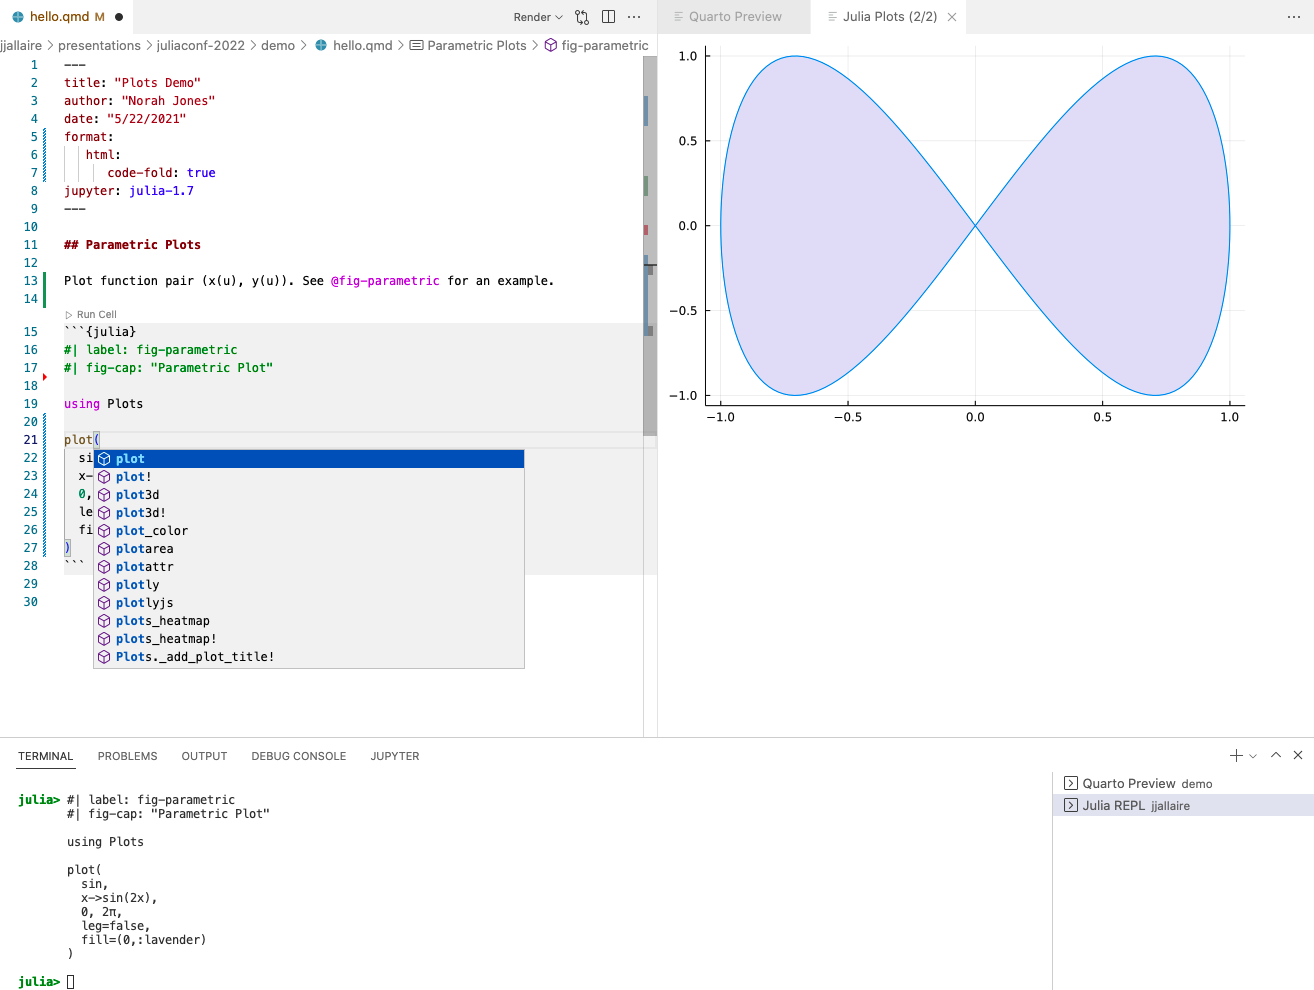 hello.qmd M
Render
Quarto Preview
Julia Plots (2/2)
jjallaire > presentations > juliaconf-2022 > demo > hello.qmd > Parametric Plots > fig-parametric
1 ---
2 title: "Plots Demo"
3 author: "Norah Jones"
4 date: "5/22/2021"
5 format:
6 html:
7 code-fold: true
8 jupyter: julia-1.7
9 ---
10
11 ## Parametric Plots
12
13 Plot function pair (x(u), y(u)). See @fig-parametric for an example.
14
Run Cell
15 ```{julia}
16 #| label: fig-parametric
17 #| fig-cap: "Parametric Plot"
18
19 using Plots
20
21 plot(
22 si
23 x-
24 0,
25 le
26 fi
27 )
28 ```
29
30
plot
plot!
plot3d
plot3d!
plot_color
plotarea
plotattr
plotly
plotlyjs
plots_heatmap
plots_heatmap!
Plots._add_plot_title!
1.0
0.5
0.0
−0.5
−1.0
−1.0 −0.5 0.0 0.5 1.0
TERMINAL PROBLEMS OUTPUT DEBUG CONSOLE JUPYTER
julia> #| label: fig-parametric
#| fig-cap: "Parametric Plot"
using Plots
plot(
sin,
x->sin(2x),
0, 2π,
leg=false,
fill=(0,:lavender)
)
julia>
Quarto Preview demo
Julia REPL jjallaire